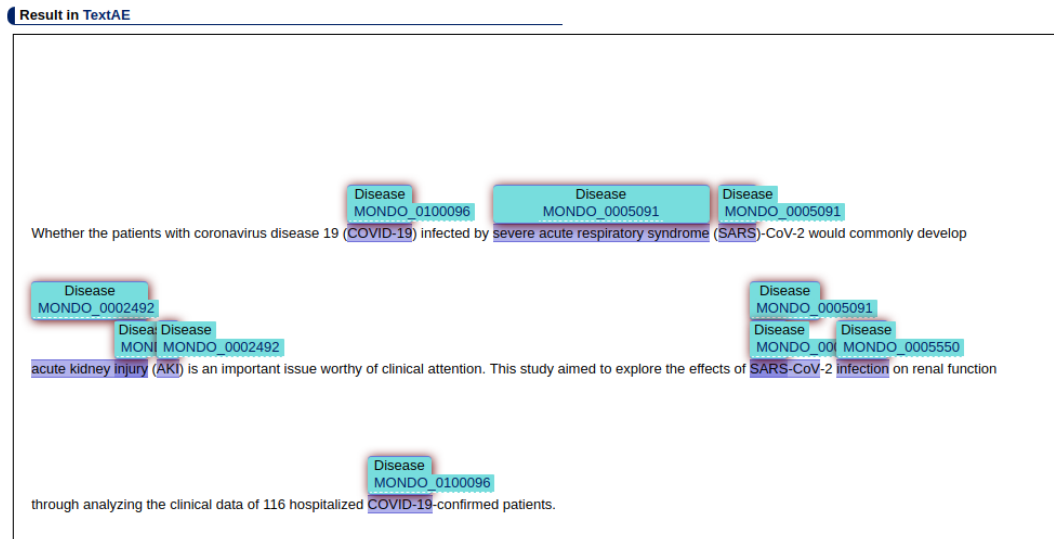 Result in TextAE
Disease Disease Disease
MONDO_0100096 MONDO_0005091 MONDO_0005091
Whether the patients with coronavirus disease 19 (COVID-19) infected by severe acute respiratory syndrome (SARS)-CoV-2 would commonly develop
Disease Disease
MONDO_0002492 MONDO_0005091
Disease Disease Disease
MONDO_0002492 MONDO_0005550
acute kidney injury (AKI) is an important issue worthy of clinical attention. This study aimed to explore the effects of SARS-CoV-2 infection on renal function
Disease
MONDO_0100096
through analyzing the clinical data of 116 hospitalized COVID-19-confirmed patients.